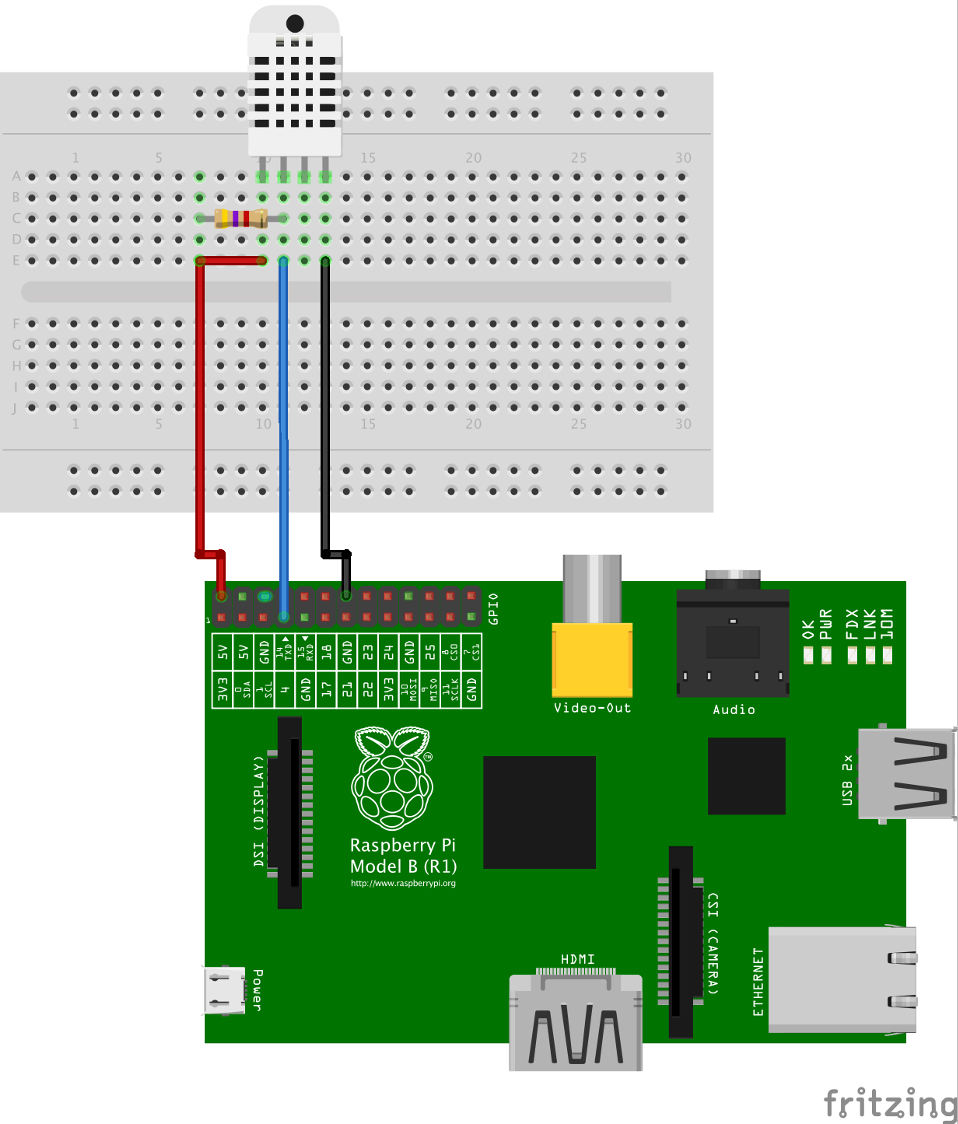 1 5 10 15 20 25 30
A
B
C
D
E
F
G
H
I
J
1 5 10 15 20 25 30
1
GPIO
5V 5V GND 14 TXD 15 RXD 18 GND 23 24 GND 25 8 CS0 7 CS1
3V3 0 SDA 1 SCL 4 GND 17 21 22 3V3 10 MOSI 9 MISO 11 SCLK GND
Video-Out
Audio
OK
PWR
FDX
LNK
10M
USB 2x
DSI (DISPLAY)
TM
Raspberry Pi
Model B (R1)
http://www.raspberrypi.org
CSI (CAMERA)
Power
HDMI
ETHERNET
fritzing